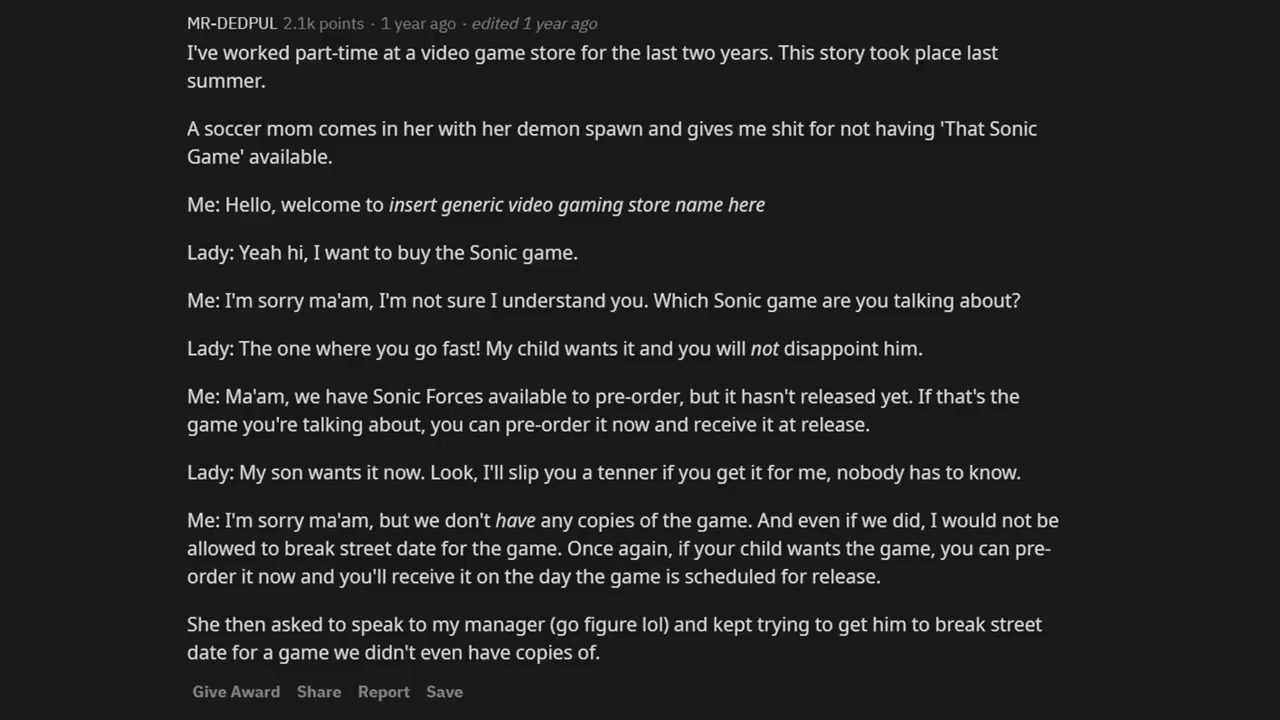 MR-DEDPUL 2.1k points · 1 year ago · edited 1 year ago
I've worked part-time at a video game store for the last two years. This story took place last
summer.
A soccer mom comes in her with her demon spawn and gives me shit for not having 'That Sonic
Game' available.
Me: Hello, welcome to insert generic video gaming store name here
Lady: Yeah hi, I want to buy the Sonic game.
Me: I'm sorry ma'am, I'm not sure I understand you. Which Sonic game are you talking about?
Lady: The one where you go fast! My child wants it and you will not disappoint him.
Me: Ma'am, we have Sonic Forces available to pre-order, but it hasn't released yet. If that's the
game you're talking about, you can pre-order it now and receive it at release.
Lady: My son wants it now. Look, I'll slip you a tenner if you get it for me, nobody has to know.
Me: I'm sorry ma'am, but we don't have any copies of the game. And even if we did, I would not be
allowed to break street date for the game. Once again, if your child wants the game, you can pre-
order it now and you'll receive it on the day the game is scheduled for release.
She then asked to speak to my manager (go figure lol) and kept trying to get him to break street
date for a game we didn't even have copies of.
Give Award Share Report Save